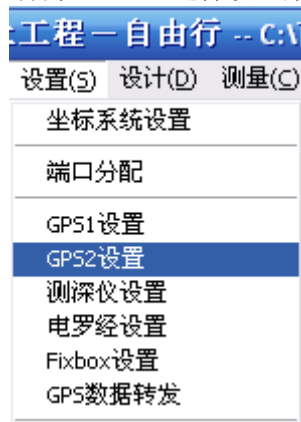 工程－自由行 -- C:\
设置(S) 设计(D) 测量(C)
坐标系统设置
端口分配
GPS1设置
GPS2设置
测深仪设置
电罗经设置
Fixbox设置
GPS数据转发